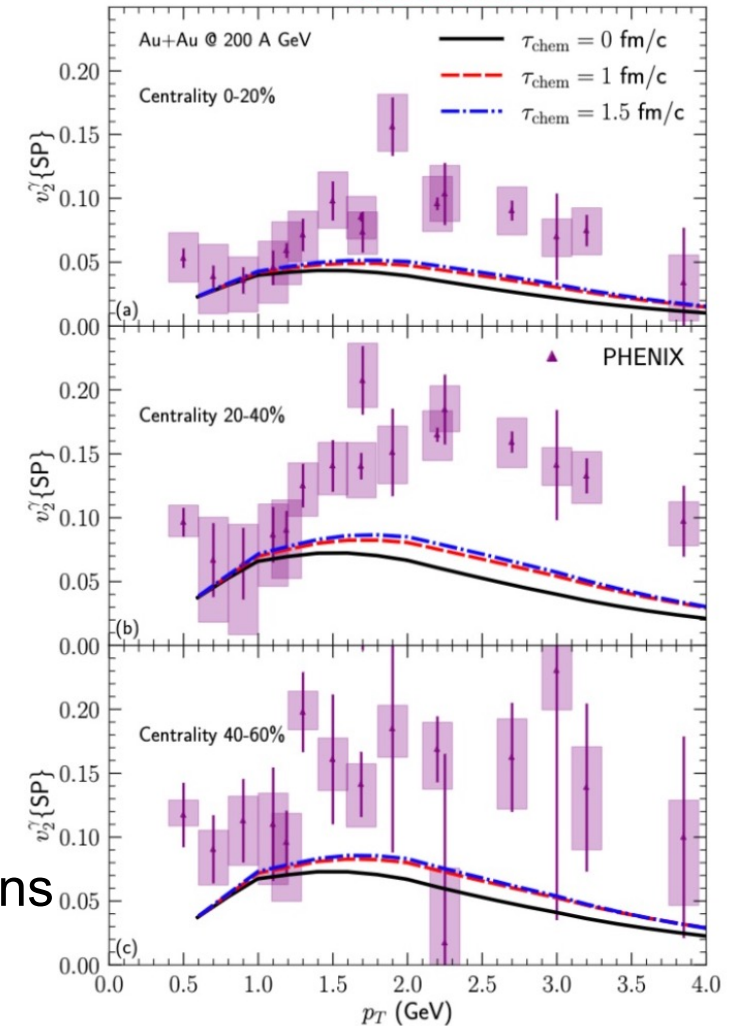 Au+Au @ 200 A GeV
τchem = 0 fm/c
τchem = 1 fm/c
τchem = 1.5 fm/c
Centrality 0-20%
0.20
0.15
0.10
0.05
0.00
v₂^γ{SP}
(a)
PHENIX
Centrality 20-40%
0.20
0.15
0.10
0.05
0.00
v₂^γ{SP}
(b)
Centrality 40-60%
0.20
0.15
0.10
0.05
0.00
v₂^γ{SP}
ns
(c)
0.0 0.5 1.0 1.5 2.0 2.5 3.0 3.5 4.0
pT (GeV)